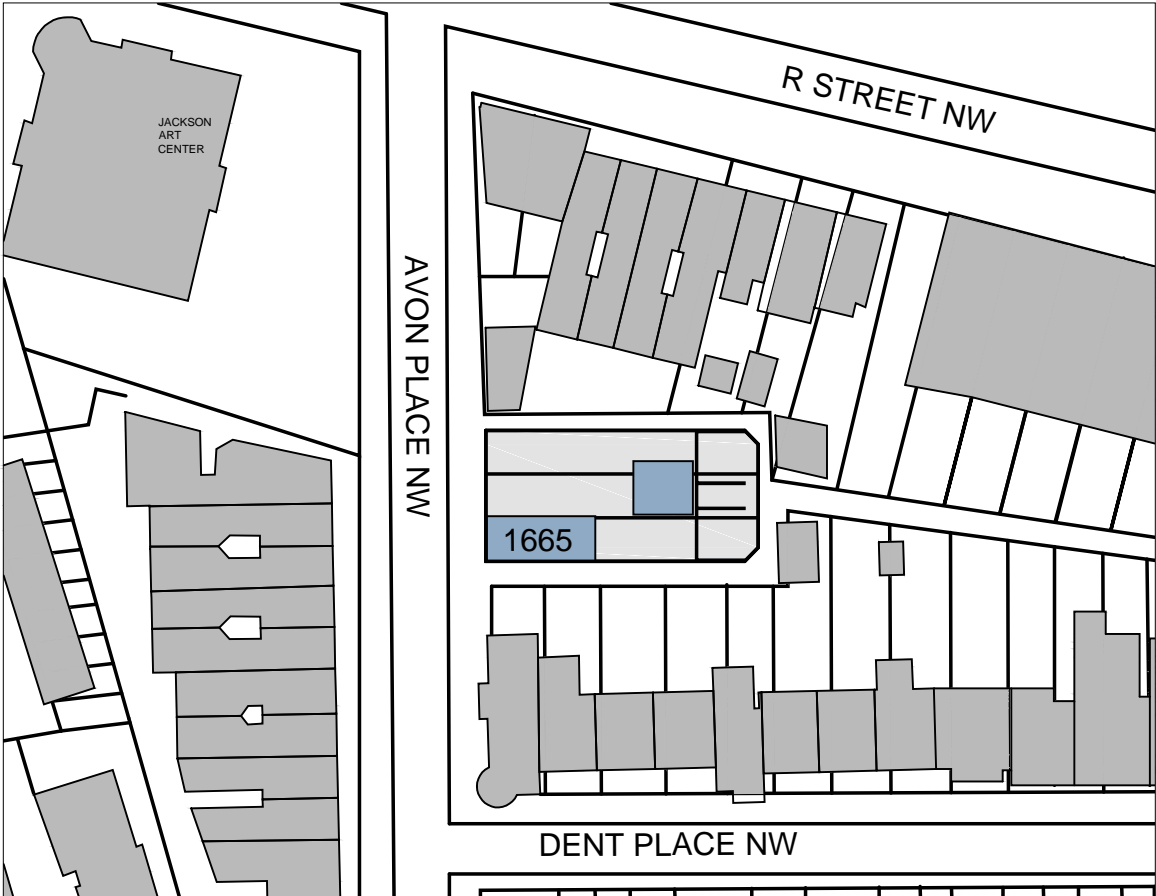 R STREET NW
JACKSON
ART
CENTER
AVON PLACE NW
1665
DENT PLACE NW